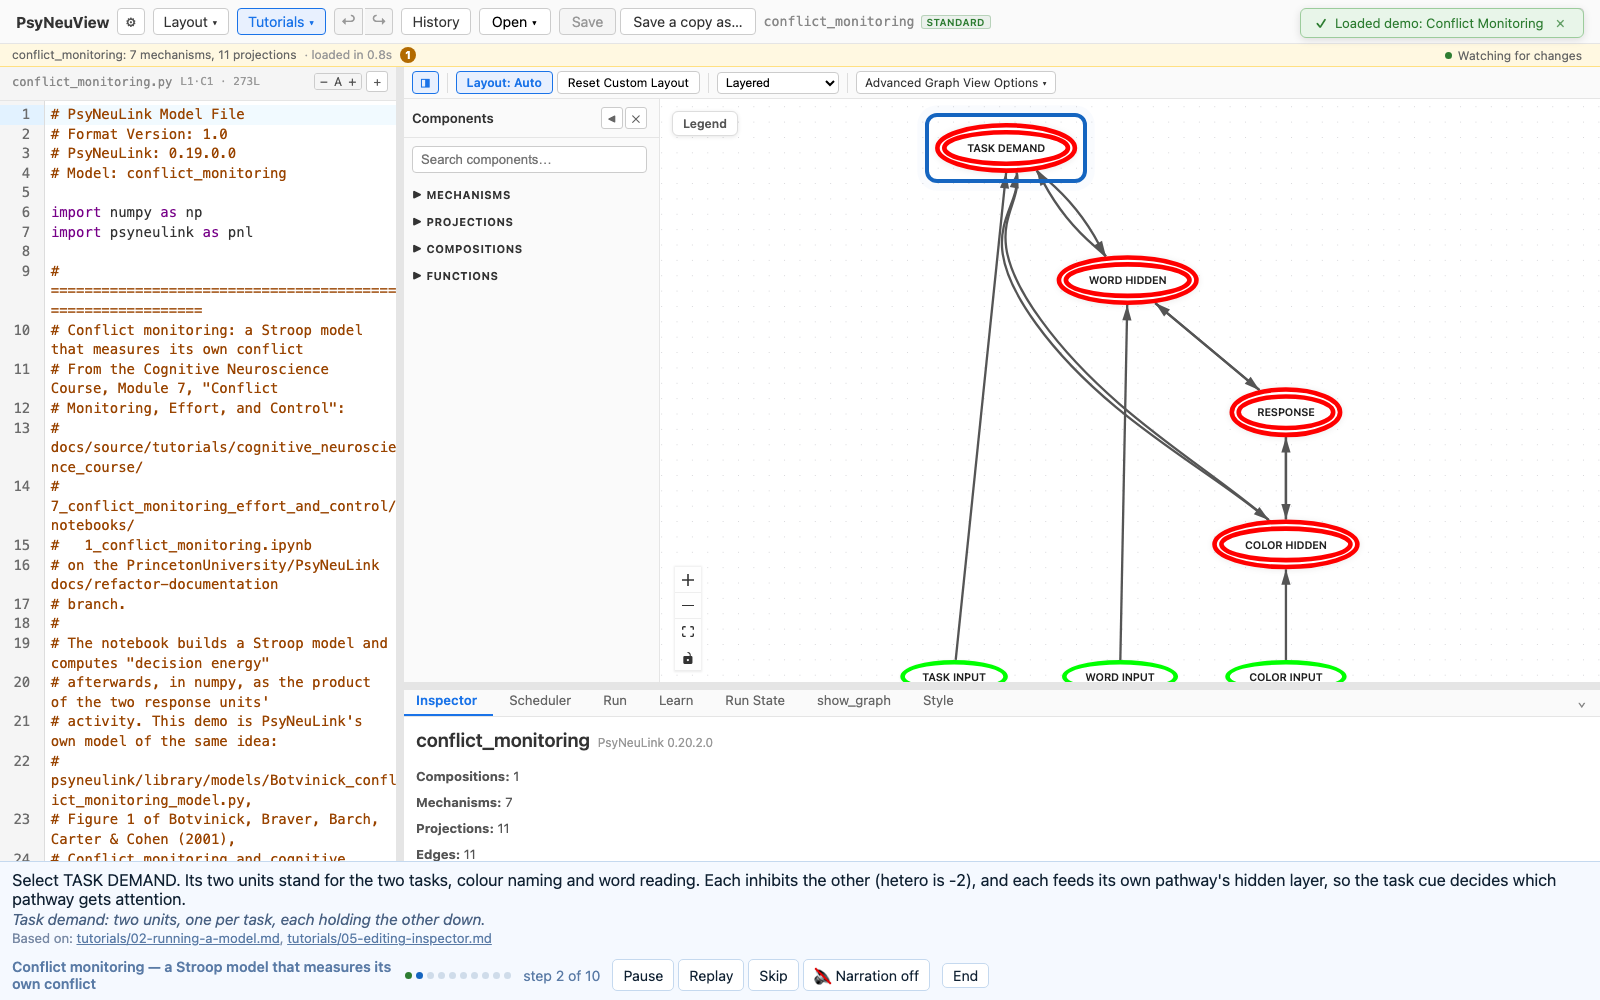 PsyNeuView
Layout
Tutorials
History
Open
Save
Save a copy as...
conflict_monitoring
STANDARD
✓ Loaded demo: Conflict Monitoring ×
conflict_monitoring: 7 mechanisms, 11 projections · loaded in 0.8s 1
Watching for changes
conflict_monitoring.py L1:C1 · 273L
− A +
+
Layout: Auto
Reset Custom Layout
Layered
Advanced Graph View Options
1 # PsyNeuLink Model File
2 # Format Version: 1.0
3 # PsyNeuLink: 0.19.0.0
4 # Model: conflict_monitoring
5
6 import numpy as np
7 import psyneulink as pnl
8
9 #
=========================================
==================
10 # Conflict monitoring: a Stroop model
that measures its own conflict
11 # From the Cognitive Neuroscience
Course, Module 7, "Conflict
12 # Monitoring, Effort, and Control":
13 #
docs/source/tutorials/cognitive_neuroscie
nce_course/
14 #
7_conflict_monitoring_effort_and_control/
notebooks/
15 #   1_conflict_monitoring.ipynb
16 # on the PrincetonUniversity/PsyNeuLink
docs/refactor-documentation
17 # branch.
18 #
19 # The notebook builds a Stroop model and
computes "decision energy"
20 # afterwards, in numpy, as the product
of the two response units'
21 # activity. This demo is PsyNeuLink's
own model of the same idea:
22 #
psyneulink/library/models/Botvinick_confl
ict_monitoring_model.py,
23 # Figure 1 of Botvinick, Braver, Barch,
Carter & Cohen (2001),
24 # Conflict monitoring and cognitive
Components
Search components…
MECHANISMS
PROJECTIONS
COMPOSITIONS
FUNCTIONS
Legend
TASK DEMAND
WORD HIDDEN
RESPONSE
COLOR HIDDEN
TASK INPUT
WORD INPUT
COLOR INPUT
Inspector
Scheduler
Run
Learn
Run State
show_graph
Style
conflict_monitoring PsyNeuLink 0.20.2.0
Compositions: 1
Mechanisms: 7
Projections: 11
Edges: 11
Select TASK DEMAND. Its two units stand for the two tasks, colour naming and word reading. Each inhibits the other (hetero is -2), and each feeds its own pathway's hidden layer, so the task cue decides which
pathway gets attention.
Task demand: two units, one per task, each holding the other down.
Based on: tutorials/02-running-a-model.md, tutorials/05-editing-inspector.md
Conflict monitoring — a Stroop model that measures its
own conflict
step 2 of 10
Pause
Replay
Skip
Narration off
End